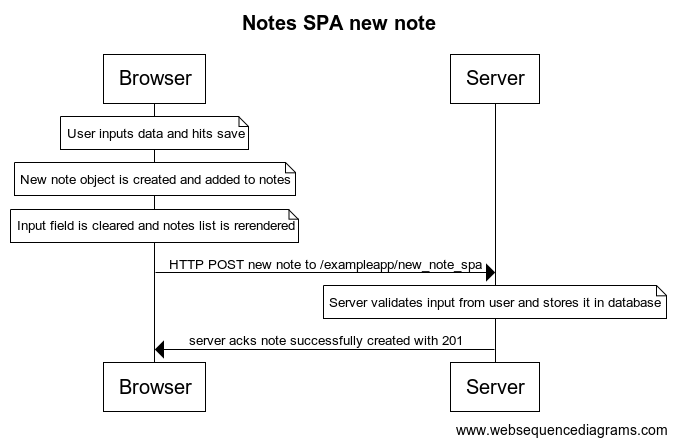 Notes SPA new note
Browser
Server
User inputs data and hits save
New note object is created and added to notes
Input field is cleared and notes list is rerendered
HTTP POST new note to /exampleapp/new_note_spa
Server validates input from user and stores it in database
server acks note successfully created with 201
Browser
Server
www.websequencediagrams.com